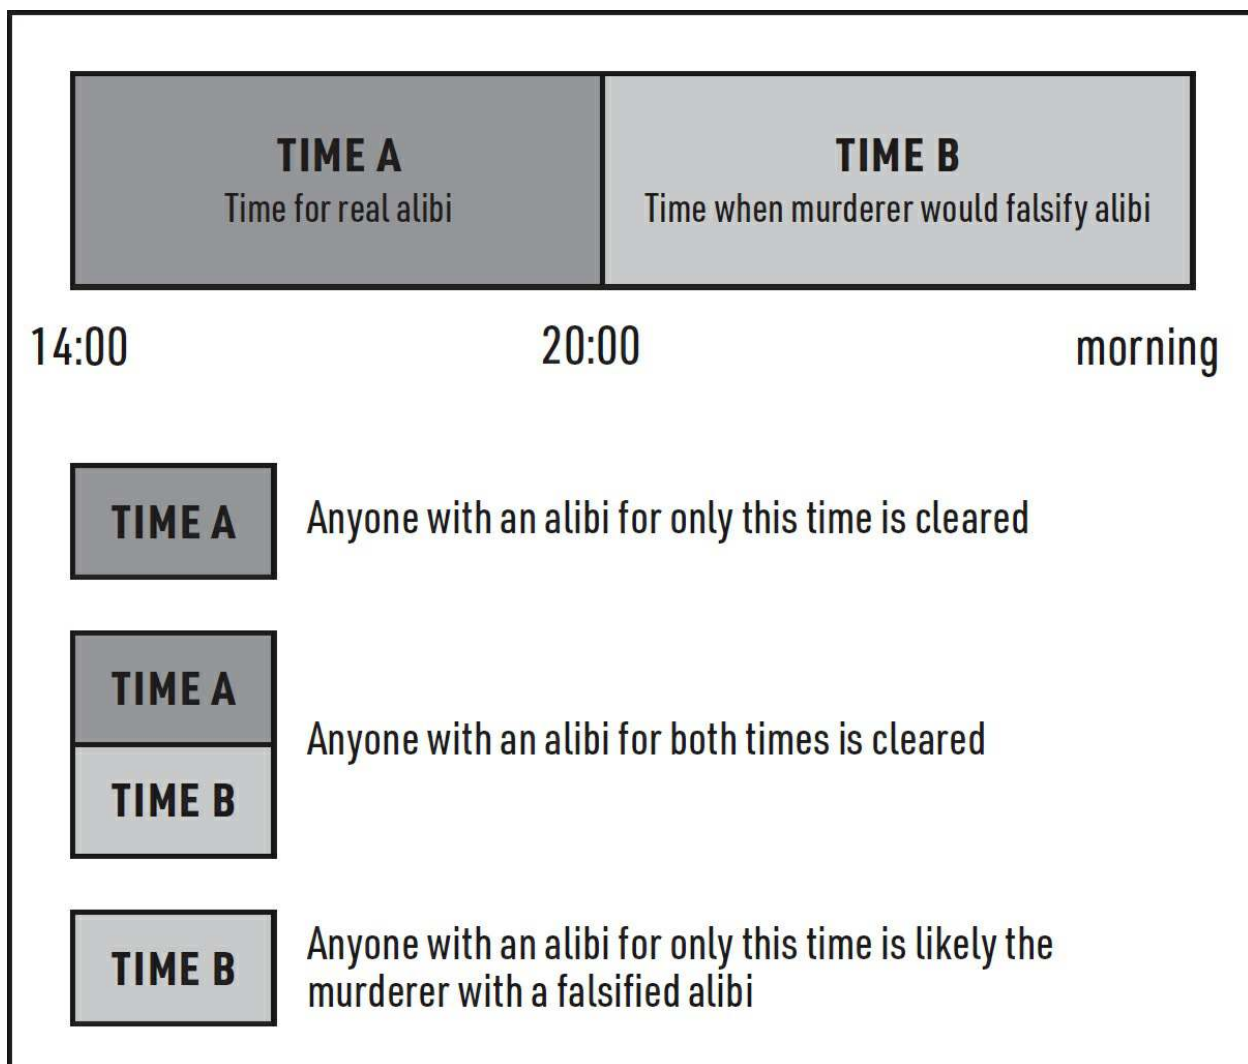 TIME A
Time for real alibi
TIME B
Time when murderer would falsify alibi
14:00
20:00
morning
TIME A
Anyone with an alibi for only this time is cleared
TIME A
TIME B
Anyone with an alibi for both times is cleared
TIME B
Anyone with an alibi for only this time is likely the
murderer with a falsified alibi